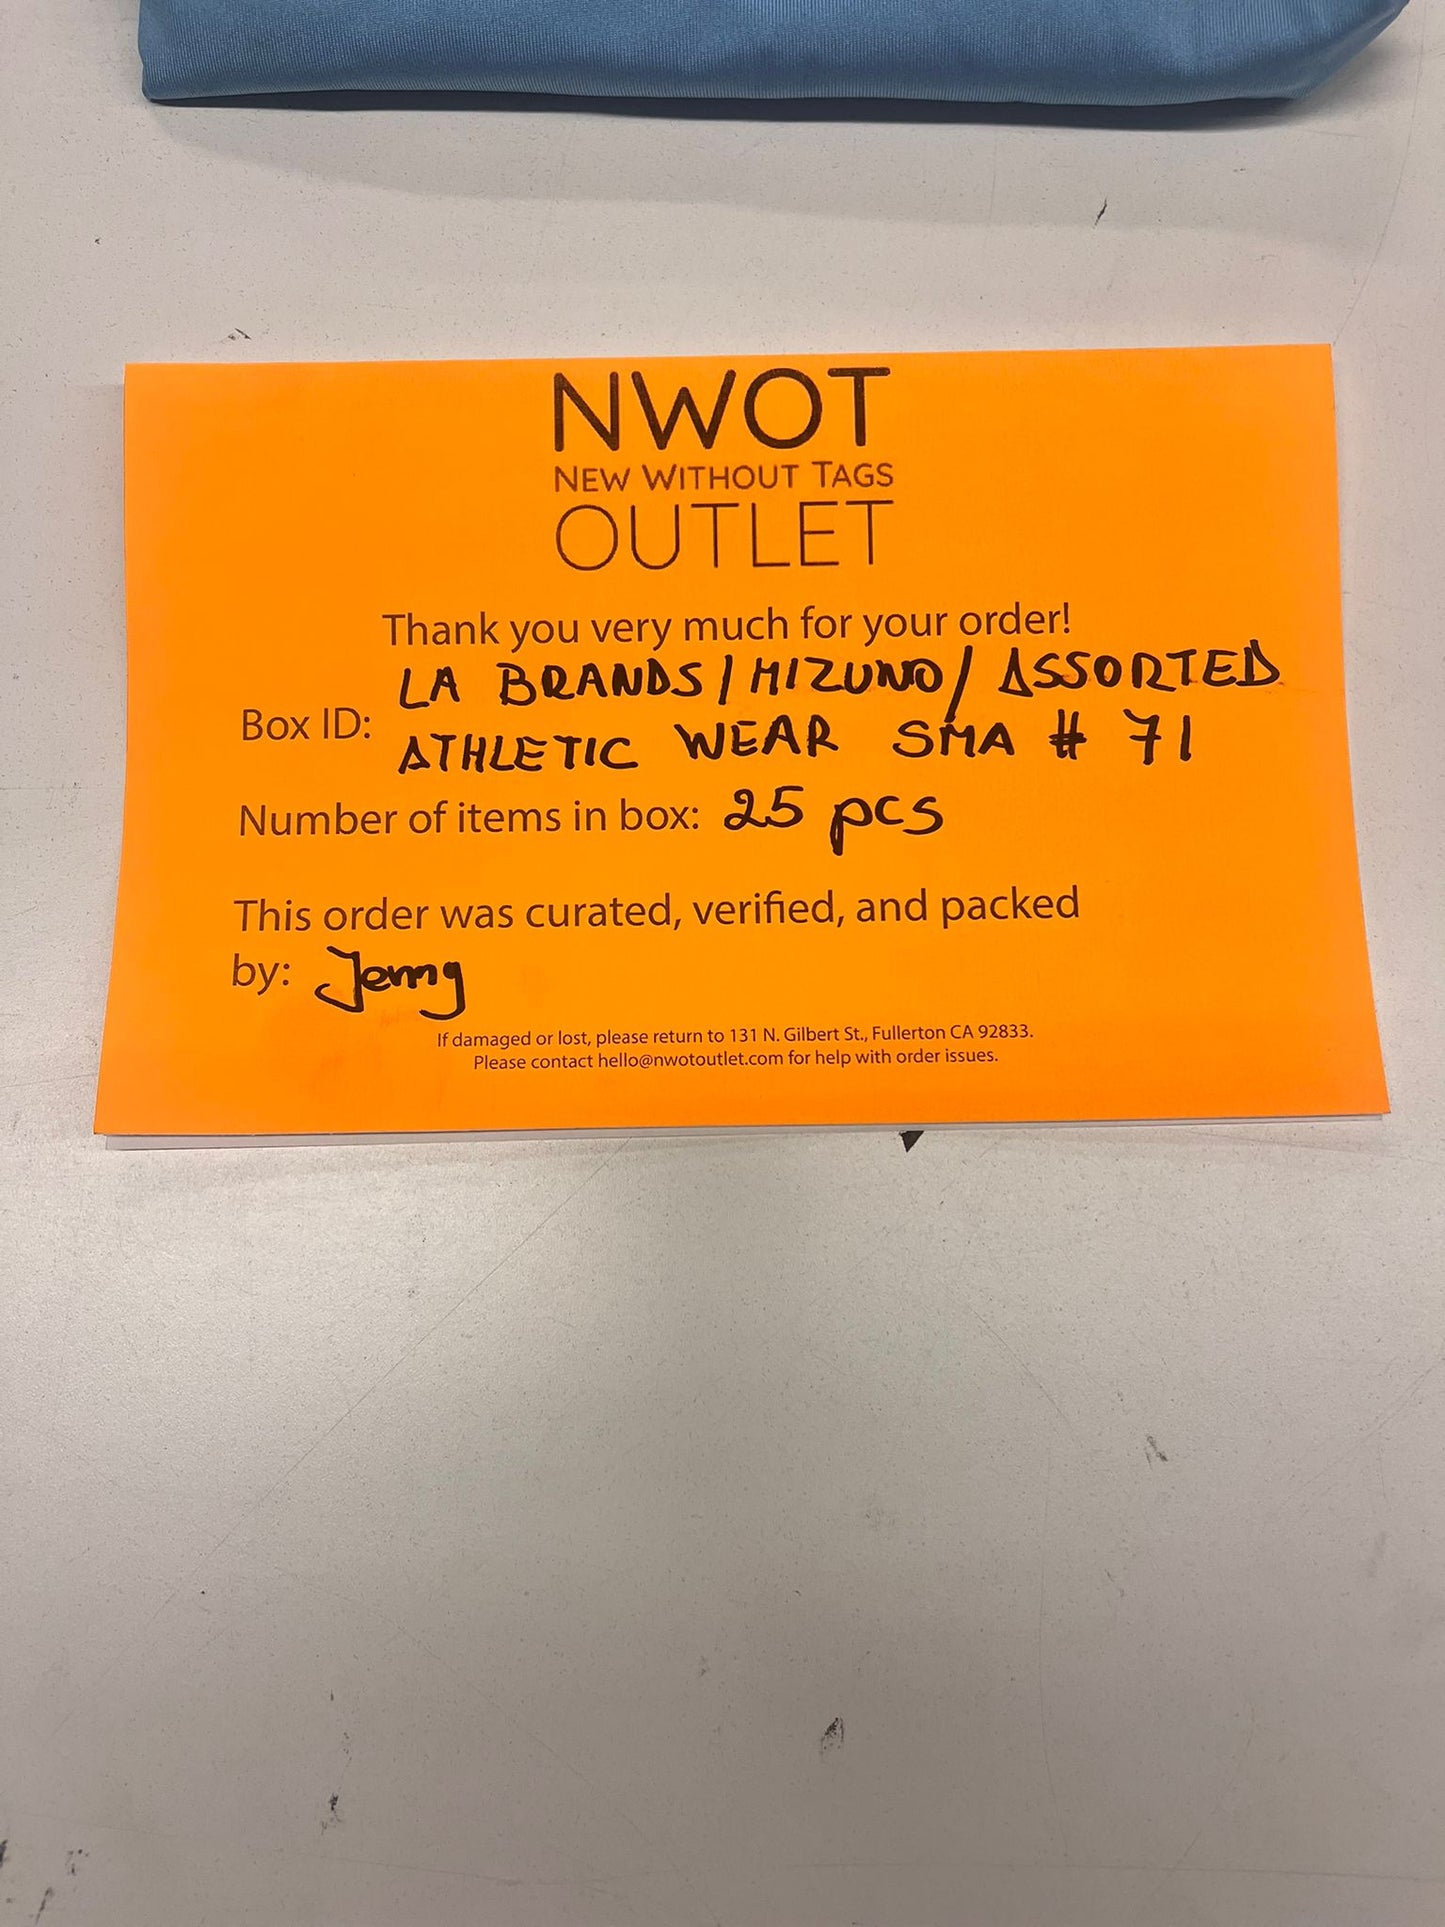 NWOT
NEW WITHOUT TAGS
OUTLET
Thank you very much for your order!
LA BRANDS/MIZUNO/ASSORTED
Box ID: ATHLETIC WEAR SMA # 71
Number of items in box: 25 pcs
This order was curated, verified, and packed
by: Jenny
If damaged or lost, please return to 131 N. Gilbert St., Fullerton CA 92833.
Please contact hello@nwotoutlet.com for help with order issues.